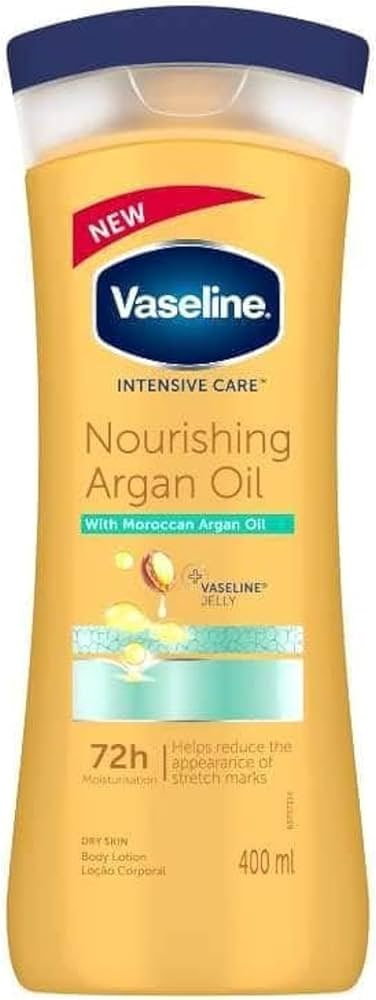 NEW
Vaseline.
INTENSIVE CARE™
Nourishing
Argan Oil
With Moroccan Argan Oil
+
VASELINE®
JELLY
72h
Moisturisation
Helps reduce the
appearance of
stretch marks
DRY SKIN
Body Lotion
Loção Corporal
400 ml